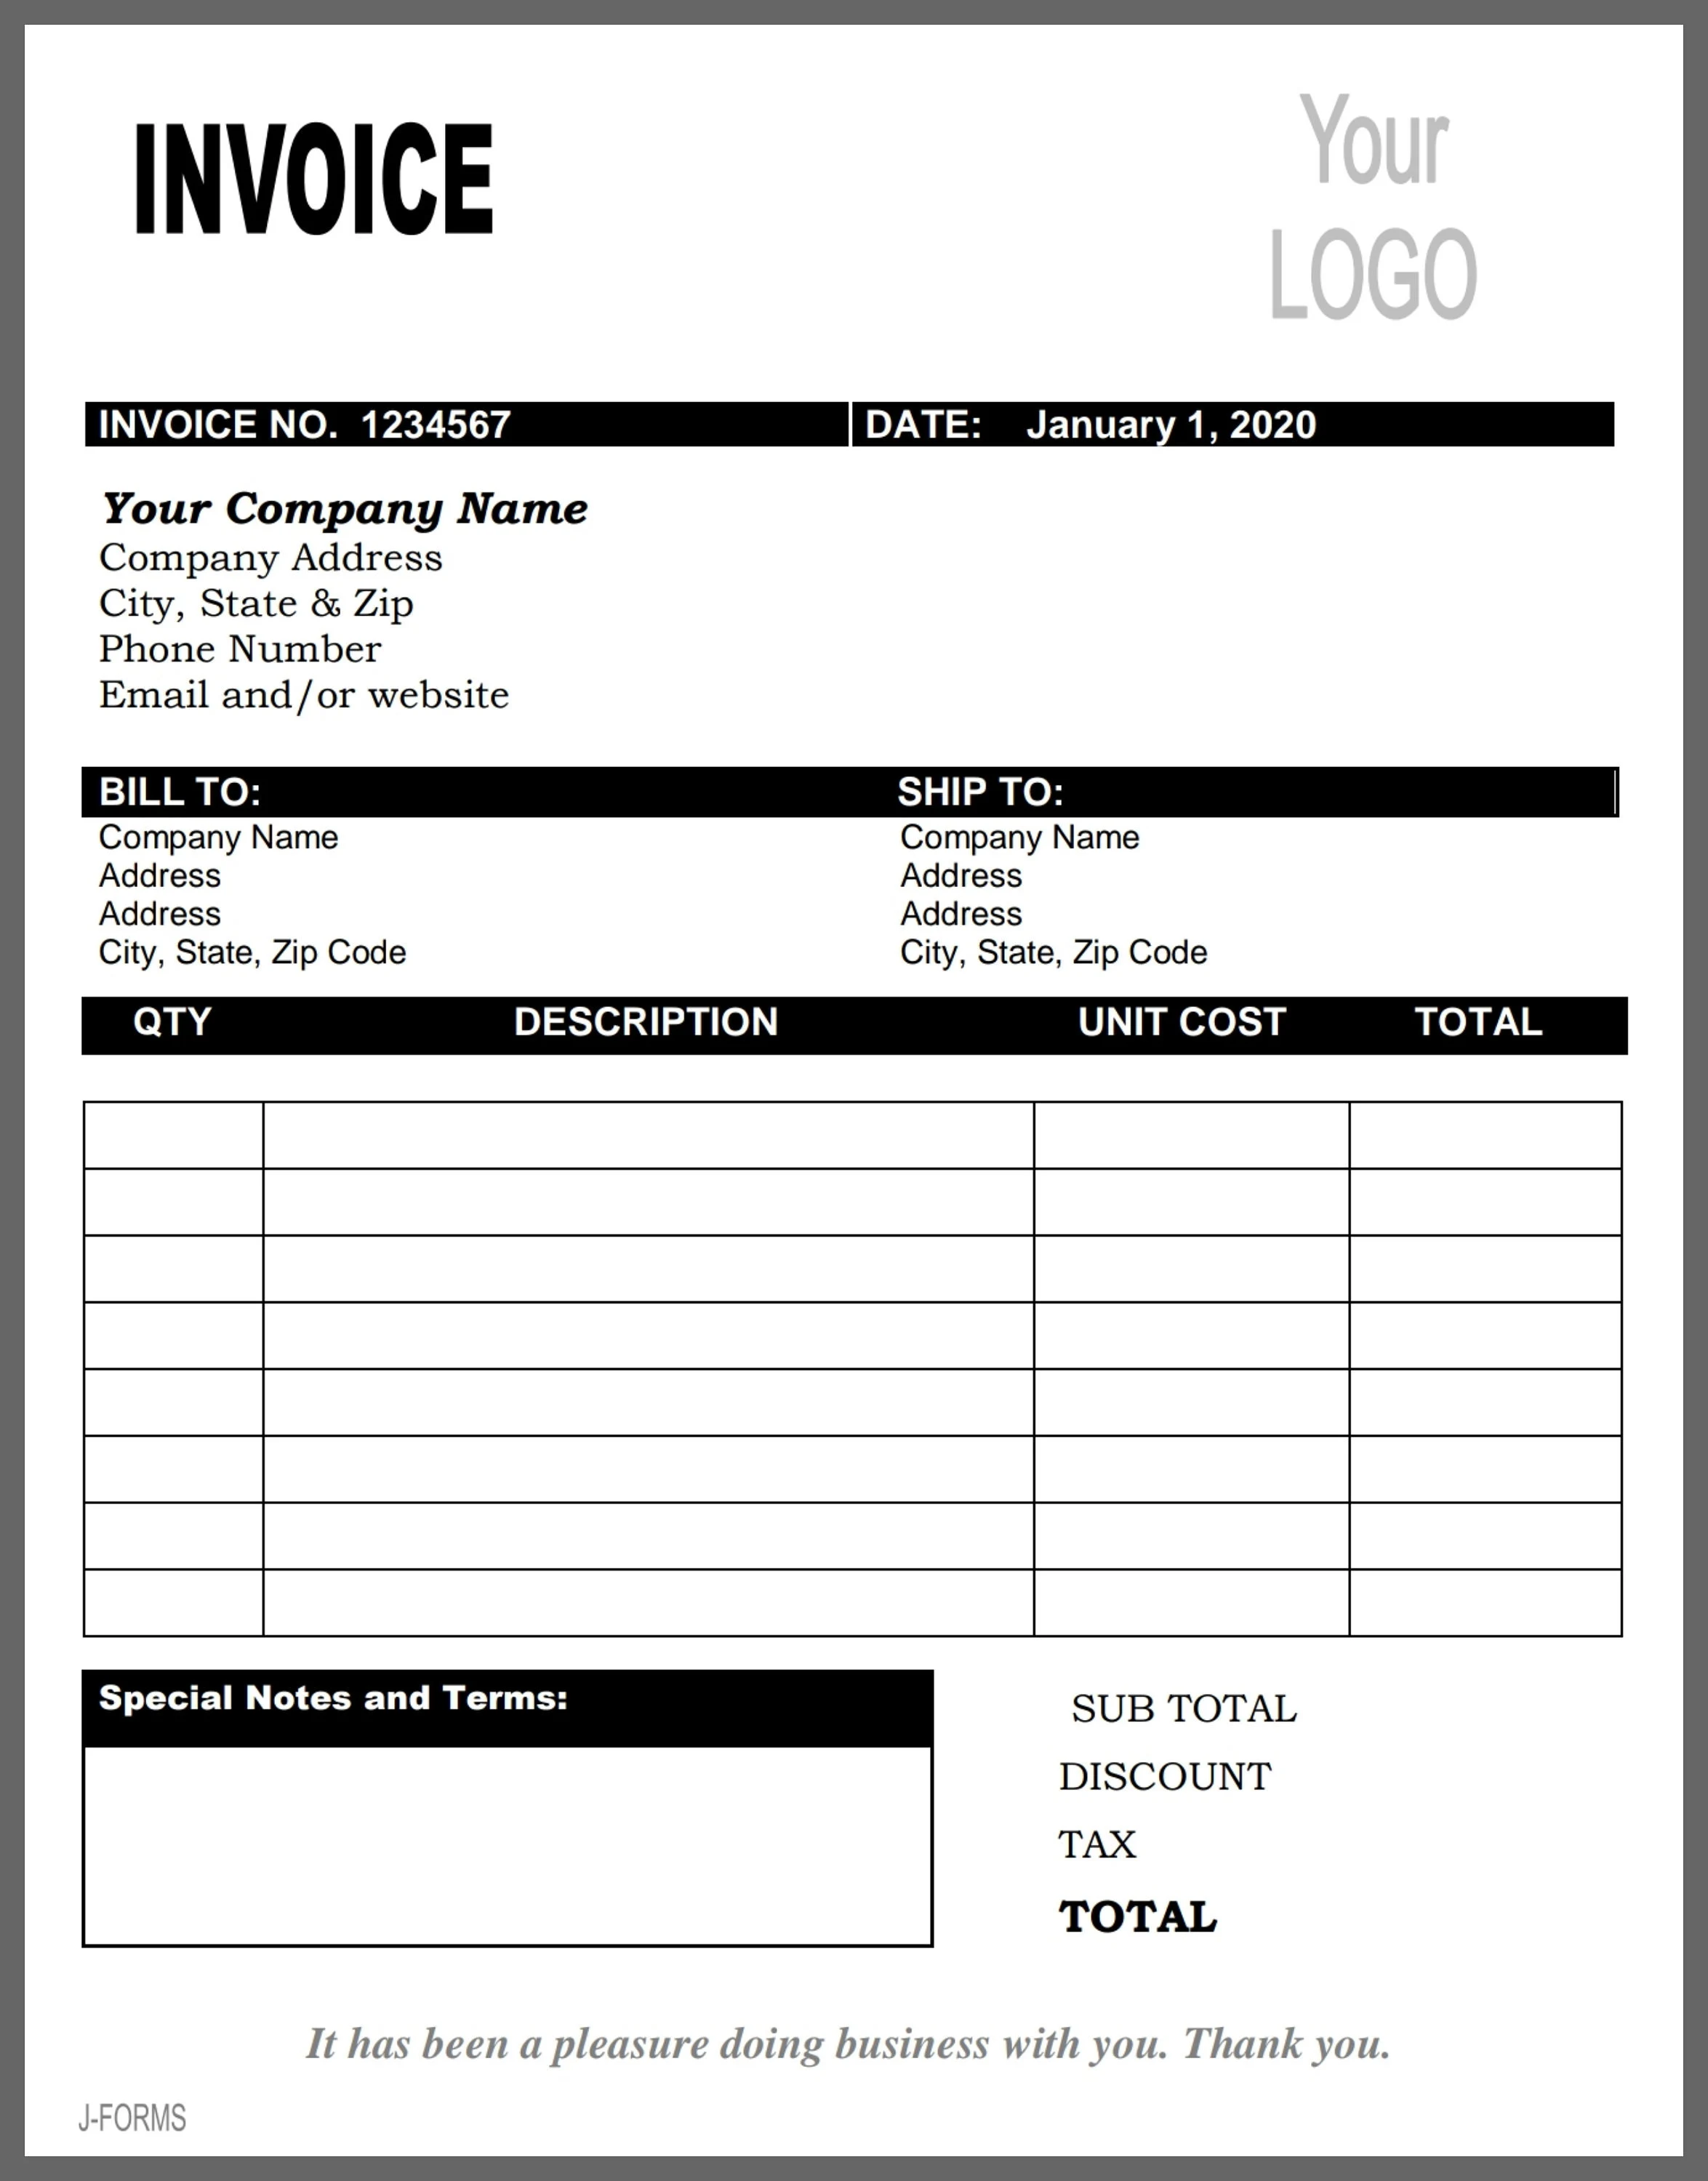 INVOICE
Your
LOGO
INVOICE NO. 1234567
DATE: January 1, 2020
Your Company Name
Company Address
City, State & Zip
Phone Number
Email and/or website
BILL TO:
Company Name
Address
Address
City, State, Zip Code
SHIP TO:
Company Name
Address
Address
City, State, Zip Code
QTY DESCRIPTION UNIT COST TOTAL
Special Notes and Terms:
SUB TOTAL
DISCOUNT
TAX
TOTAL
It has been a pleasure doing business with you. Thank you.
J-FORMS